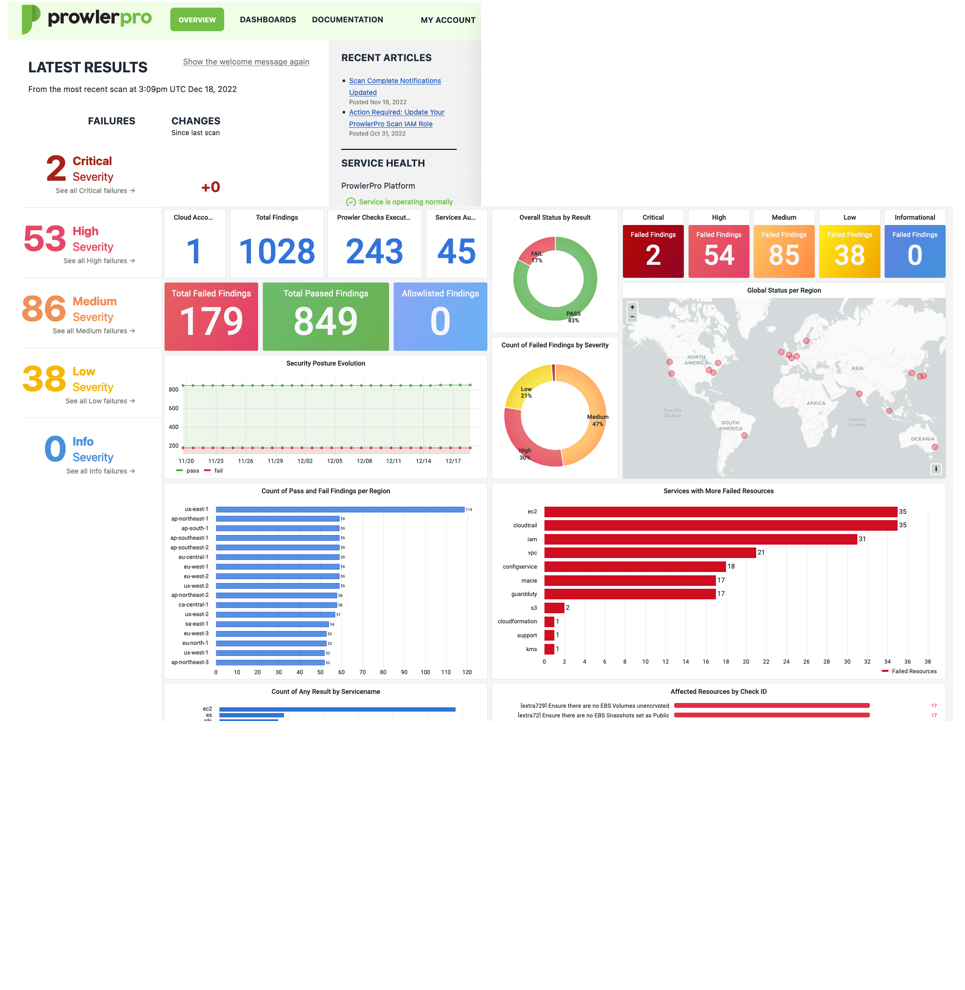 prowlerpro
OVERVIEW
DASHBOARDS
DOCUMENTATION
MY ACCOUNT
LATEST RESULTS
Show the welcome message again
From the most recent scan at 3:09pm UTC Dec 18, 2022
FAILURES
CHANGES
Since last scan
2 Critical
Severity
See all Critical failures →
+0
RECENT ARTICLES
Scan Complete Notifications
Updated
Posted Nov 18, 2022
Action Required: Update Your
ProwlerPro Scan IAM Role
Posted Oct 31, 2022
SERVICE HEALTH
ProwlerPro Platform
Service is operating normally
53 High
Severity
See all High failures →
86 Medium
Severity
See all Medium failures →
38 Low
Severity
See all Low failures →
0 Info
Severity
See all Info failures →
Cloud Acco...
1
Total Findings
1028
Prowler Checks Execut...
243
Services Au...
45
Total Failed Findings
179
Total Passed Findings
849
Allowlisted Findings
0
Security Posture Evolution
800
600
400
200
11/20 11/23 11/26 11/29 12/02 12/05 12/08 12/11 12/14 12/17
pass fail
Overall Status by Result
FAIL
17%
PASS
83%
Count of Failed Findings by Severity
Low
21%
Medium
47%
High
30%
Critical
Failed Findings
2
High
Failed Findings
54
Medium
Failed Findings
85
Low
Failed Findings
38
Informational
Failed Findings
0
Global Status per Region
+
−
NORTH
AMERICA
ASIA
AFRICA
Pacific
Ocean
Indian
Ocean
SOUTH
AMERICA
OCEANIA
i
Count of Pass and Fail Findings per Region
us-east-1 119
ap-northeast-1 59
ap-south-1 59
ap-southeast-1 59
ap-southeast-2 59
eu-central-1 59
eu-west-1 59
eu-west-2 59
us-west-2 59
ap-northeast-2 58
ca-central-1 58
us-east-2 57
sa-east-1 54
eu-west-3 53
eu-north-1 53
us-west-1 52
ap-northeast-3 52
0 10 20 30 40 50 60 70 80 90 100 110 120
Services with More Failed Resources
ec2 35
cloudtrail 35
iam 31
vpc 21
configservice 18
macie 17
guardduty 17
s3 2
cloudformation 1
support 1
kms 1
0 2 4 6 8 10 12 14 16 18 20 22 24 26 28 30 32 34 36 38
Failed Resources
Count of Any Result by Servicename
ec2
es
Affected Resources by Check ID
[extra729] Ensure there are no EBS Volumes unencrypted 17
[extra72] Ensure there are no EBS Snapshots set as Public 17